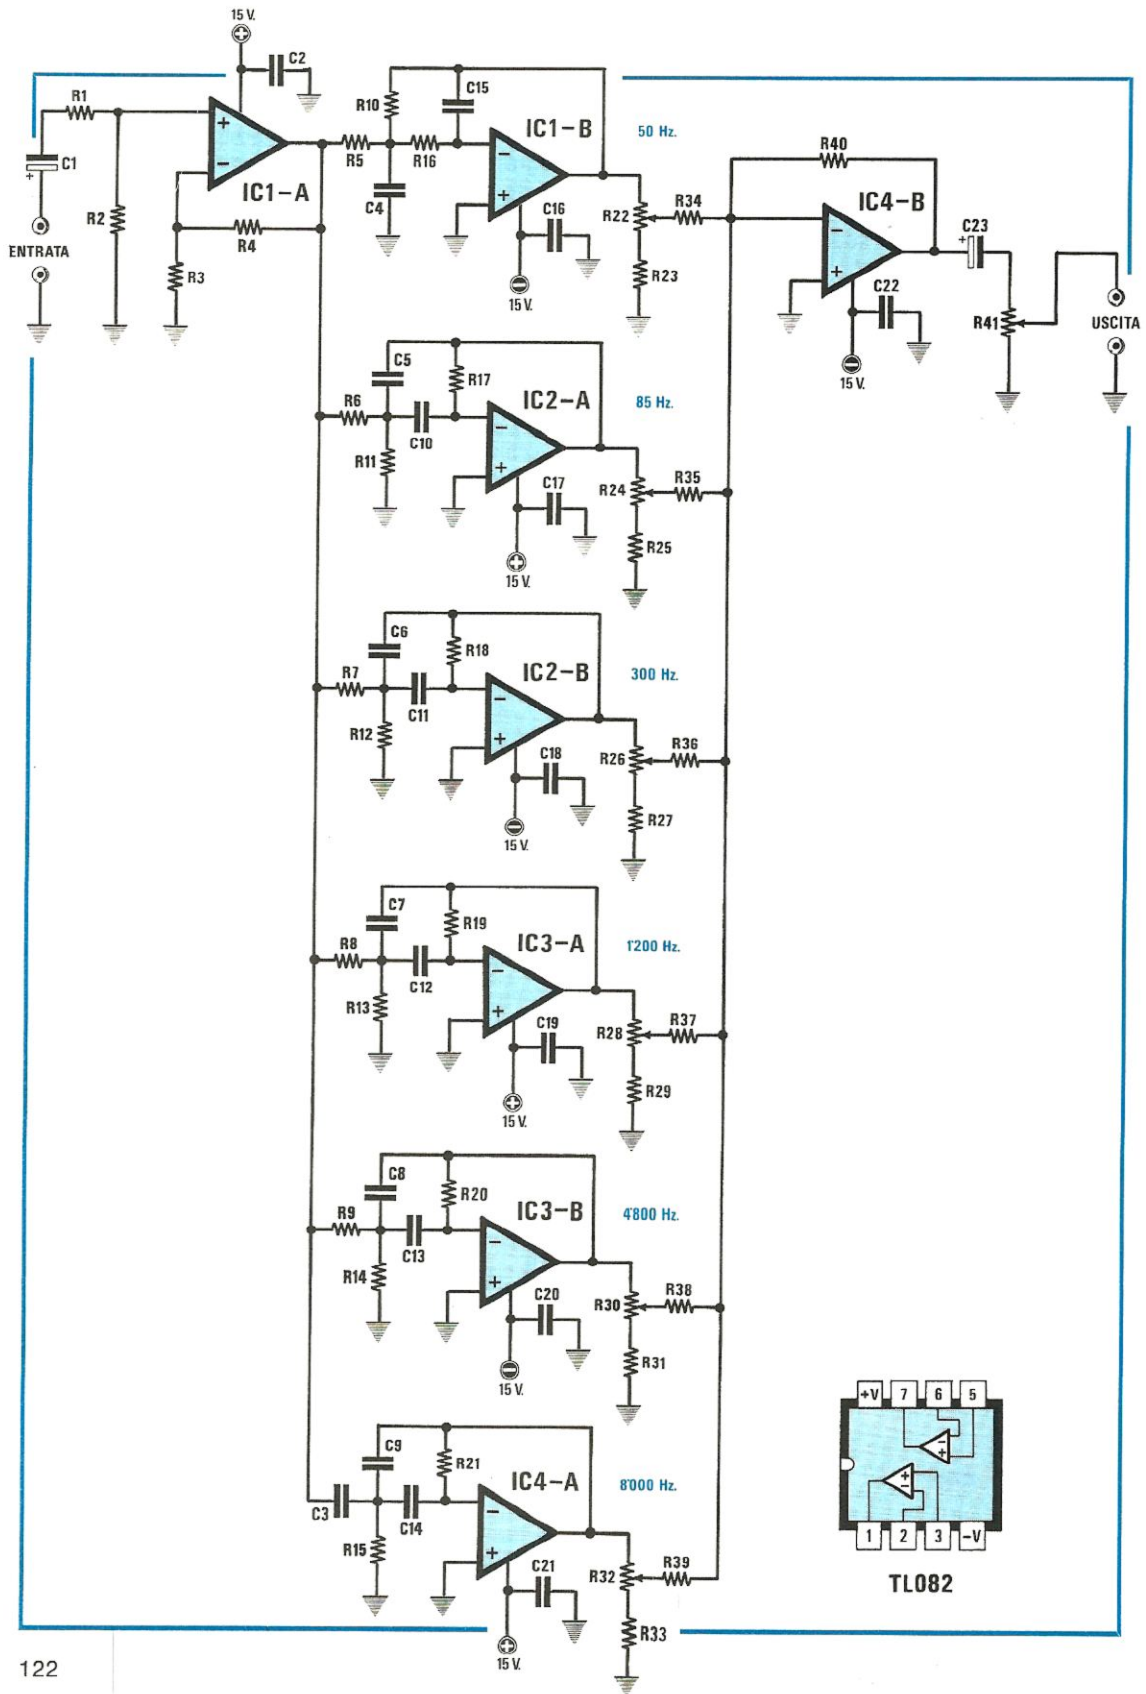 15 V.
C2
R1
C15
R10
IC1-B
50 Hz.
R40
+
-
C1
+
IC1-A
R5
R16
-
+
R2
C4
C16
R22
R34
IC4-B
C23
+
-
+
R4
ENTRATA
R3
R23
C22
R41
USCITA
15 V.
15 V.
C5
R17
IC2-A
85 Hz.
R6
C10
-
+
R11
C17
R24
R35
R25
15 V.
C6
R18
IC2-B
300 Hz.
R7
C11
-
+
R12
C18
R26
R36
R27
15 V.
C7
R19
IC3-A
1'200 Hz.
R8
C12
-
+
R13
C19
R28
R37
R29
15 V.
C8
R20
IC3-B
4'800 Hz.
R9
C13
-
+
R14
C20
R30
R38
R31
15 V.
C9
R21
IC4-A
8'000 Hz.
C3
C14
-
+
R15
C21
R32
R39
R33
15 V.
+V 7 6 5
-
+
+
-
1 2 3 -V
TL082
122